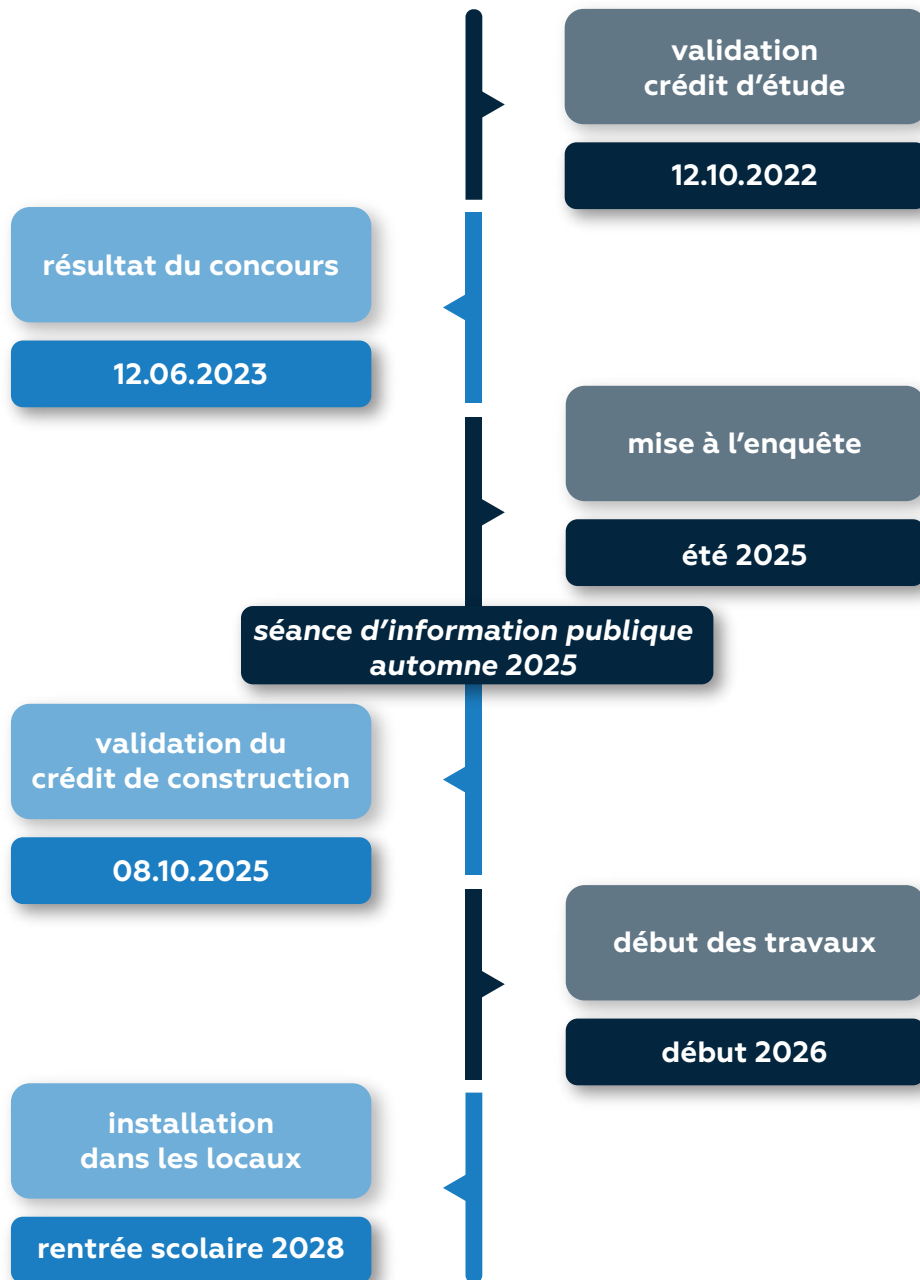 validation
crédit d’étude
12.10.2022
résultat du concours
12.06.2023
mise à l’enquête
été 2025
séance d’information publique
automne 2025
validation du
crédit de construction
08.10.2025
début des travaux
début 2026
installation
dans les locaux
rentrée scolaire 2028